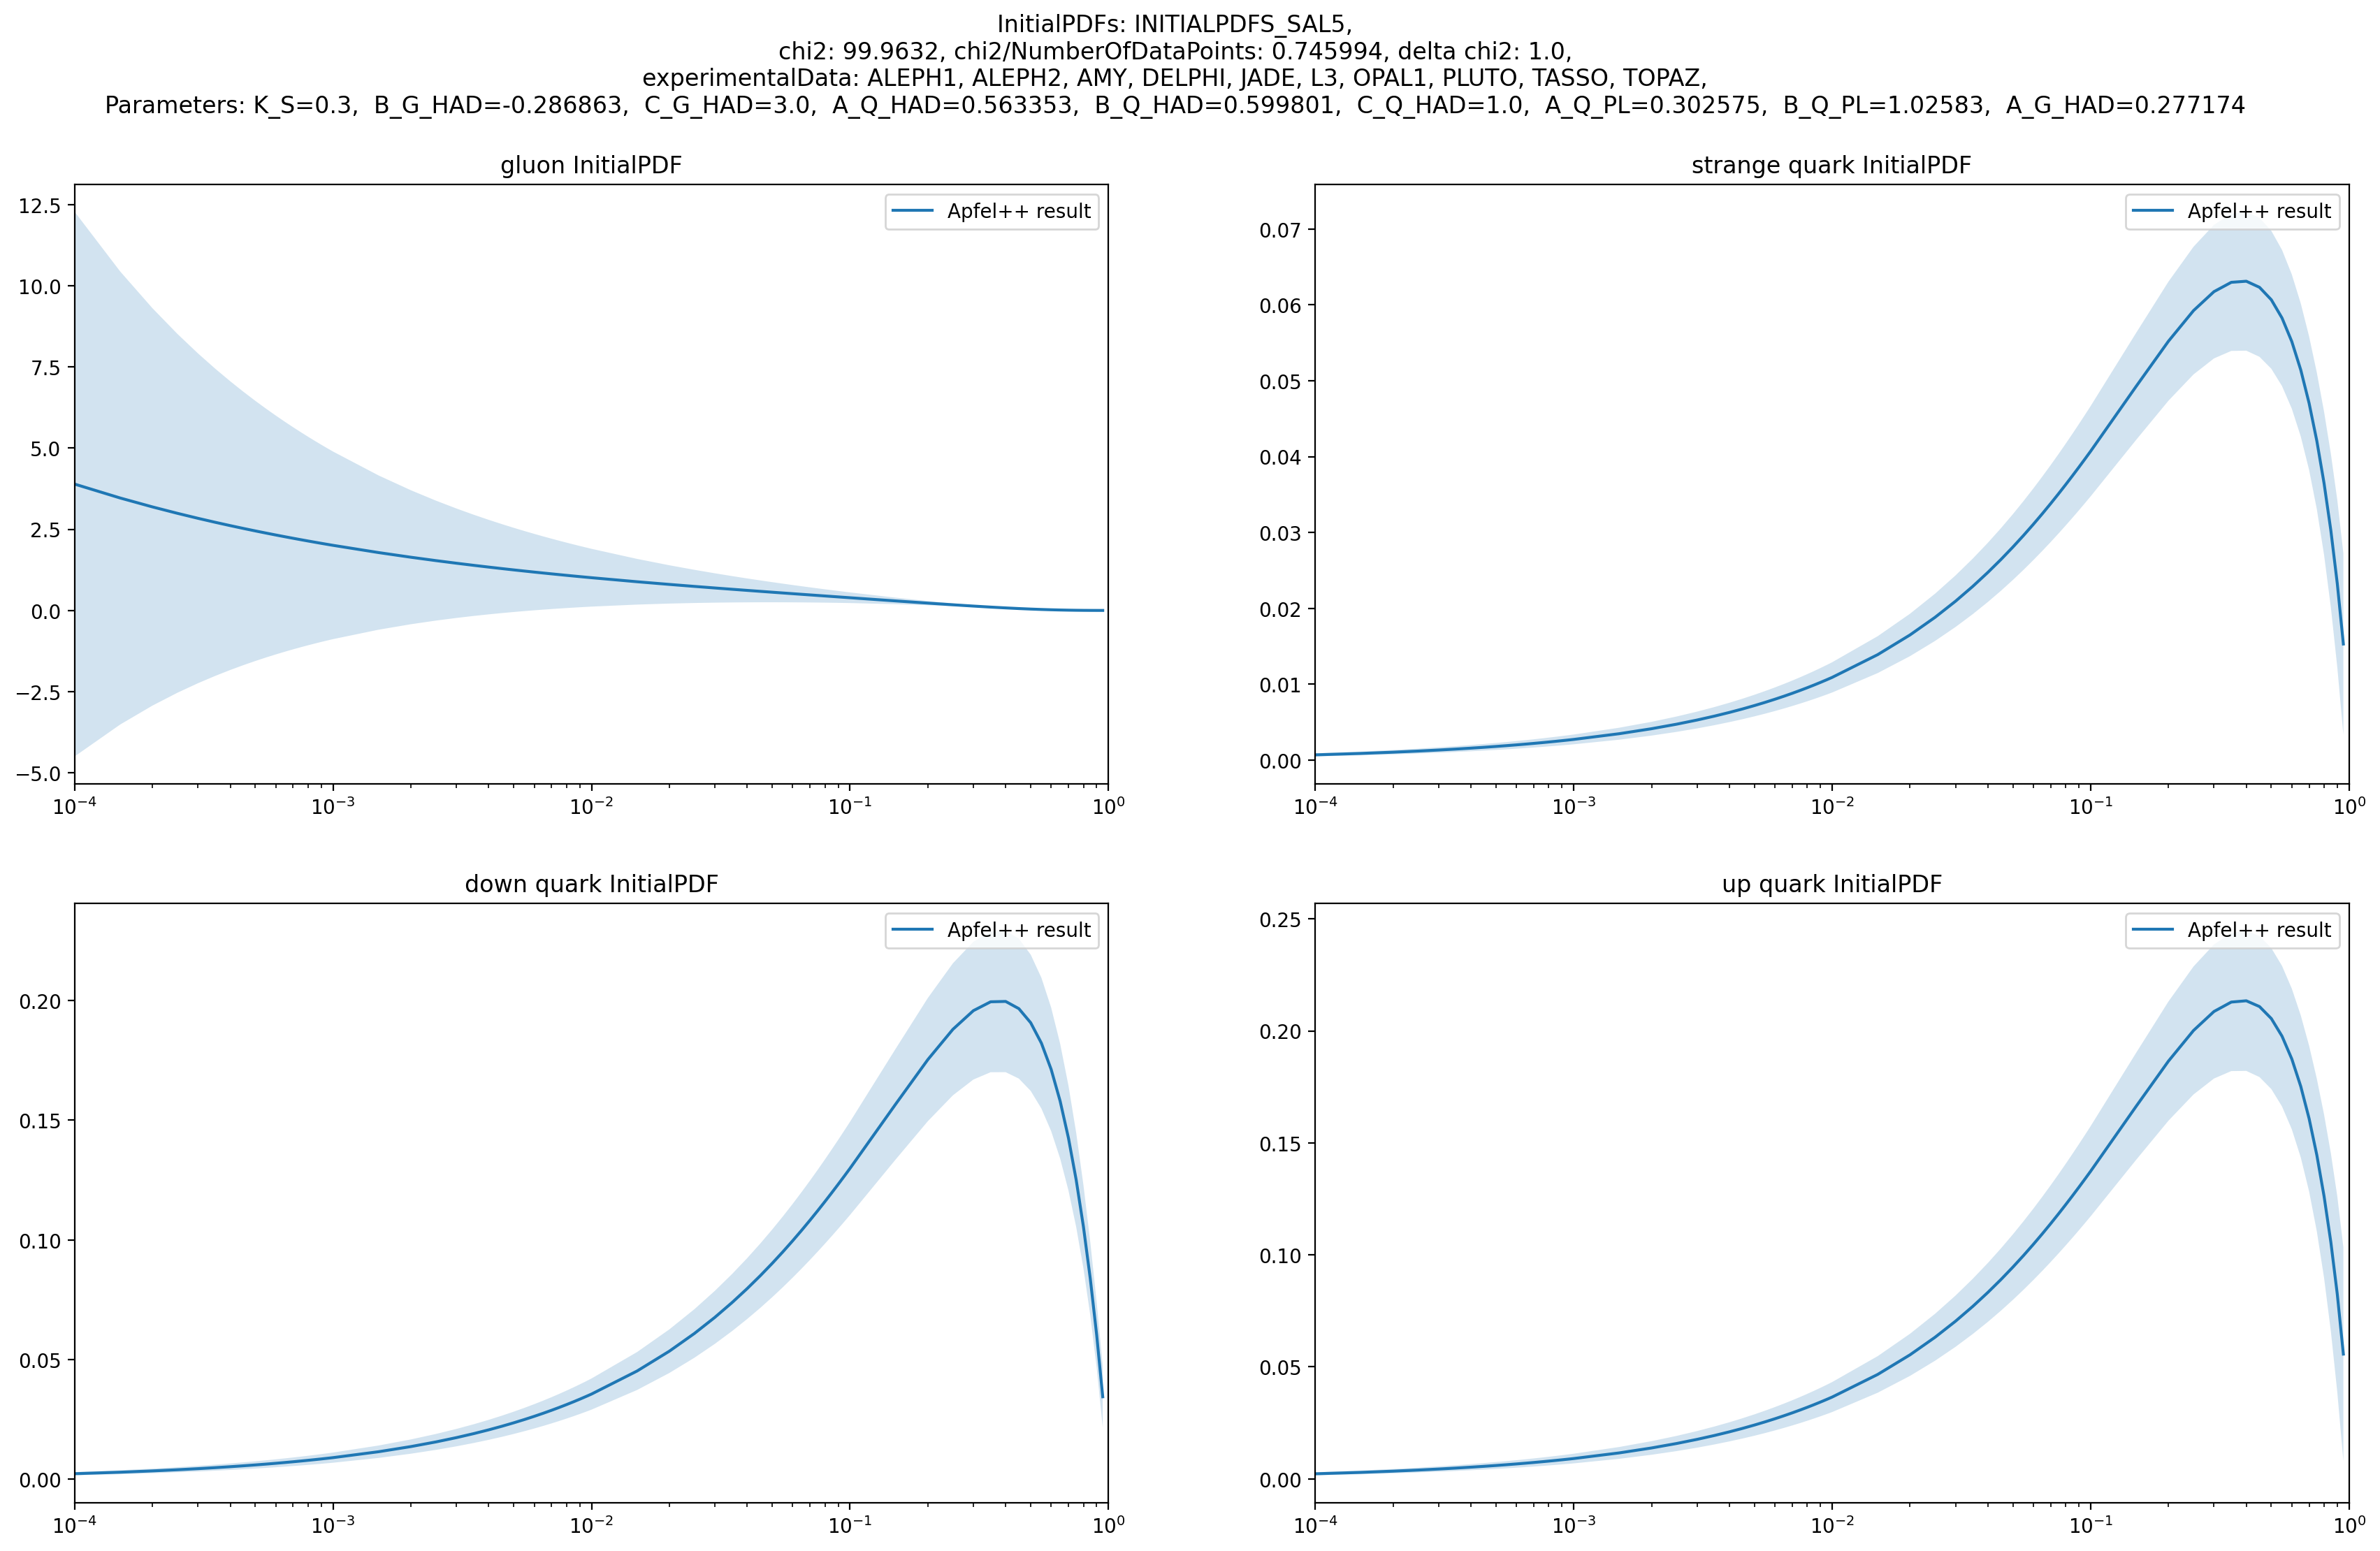 InitialPDFs: INITIALPDFS_SAL5,
chi2: 99.9632, chi2/NumberOfDataPoints: 0.745994, delta chi2: 1.0,
experimentalData: ALEPH1, ALEPH2, AMY, DELPHI, JADE, L3, OPAL1, PLUTO, TASSO, TOPAZ,
Parameters: K_S=0.3, B_G_HAD=-0.286863, C_G_HAD=3.0, A_Q_HAD=0.563353, B_Q_HAD=0.599801, C_Q_HAD=1.0, A_Q_PL=0.302575, B_Q_PL=1.02583, A_G_HAD=0.277174
gluon InitialPDF
Apfel++ result
12.5
10.0
7.5
5.0
2.5
0.0
−2.5
−5.0
10⁻⁴ 10⁻³ 10⁻² 10⁻¹ 10⁰
strange quark InitialPDF
Apfel++ result
0.07
0.06
0.05
0.04
0.03
0.02
0.01
0.00
10⁻⁴ 10⁻³ 10⁻² 10⁻¹ 10⁰
down quark InitialPDF
Apfel++ result
0.20
0.15
0.10
0.05
0.00
10⁻⁴ 10⁻³ 10⁻² 10⁻¹ 10⁰
up quark InitialPDF
Apfel++ result
0.25
0.20
0.15
0.10
0.05
0.00
10⁻⁴ 10⁻³ 10⁻² 10⁻¹ 10⁰